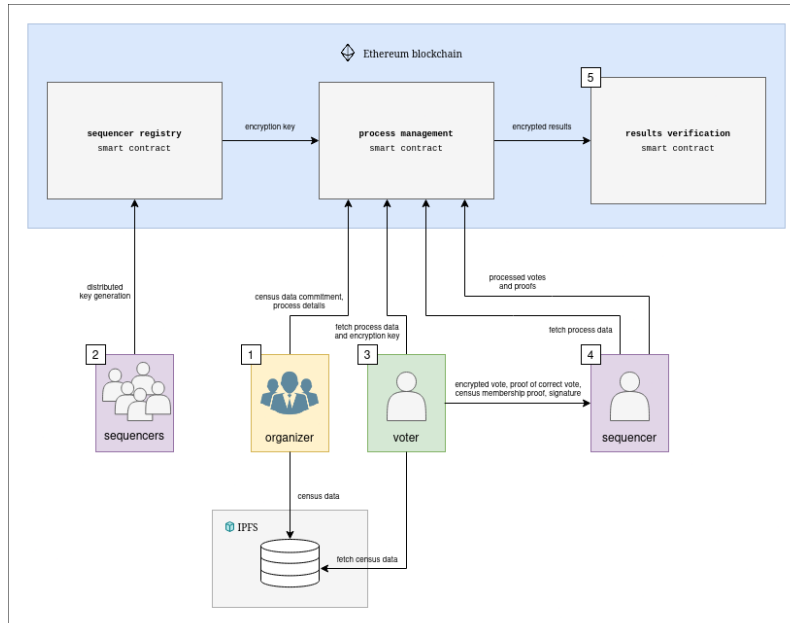 Ethereum blockchain
5
sequencer registry
smart contract
encryption key
process management
smart contract
encrypted results
results verification
smart contract
distributed
key generation
census data commitment,
process details
fetch process data
and encryption key
processed votes
and proofs
fetch process data
2
sequencers
1
organizer
3
voter
encrypted vote, proof of correct vote,
census membership proof, signature
4
sequencer
census data
IPFS
fetch census data